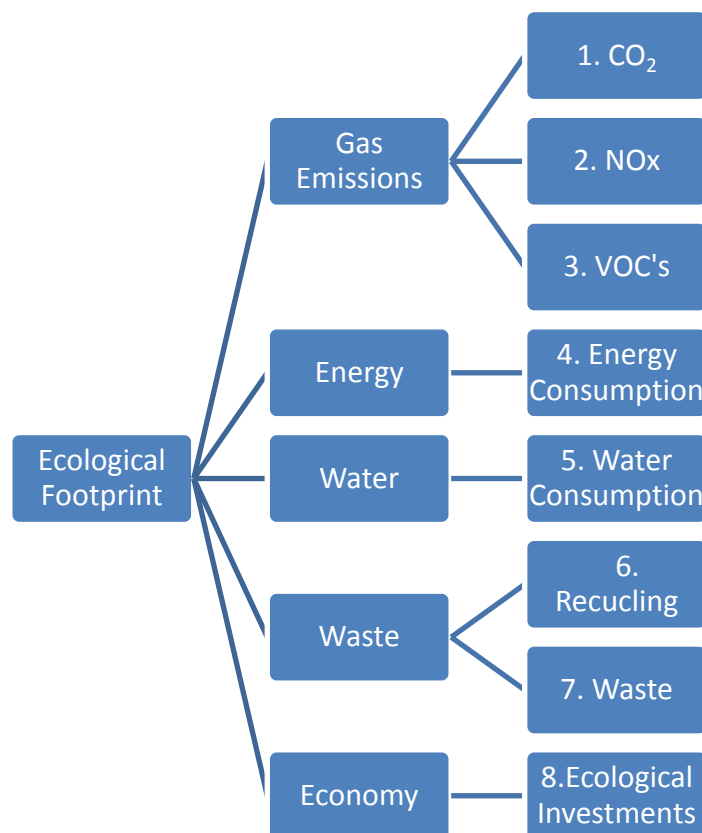 1. CO₂
Gas
Emissions
2. NOx
3. VOC's
Energy
4. Energy
Consumption
Ecological
Footprint
Water
5. Water
Consumption
Waste
6.
Recucling
7. Waste
Economy
8.Ecological
Investments